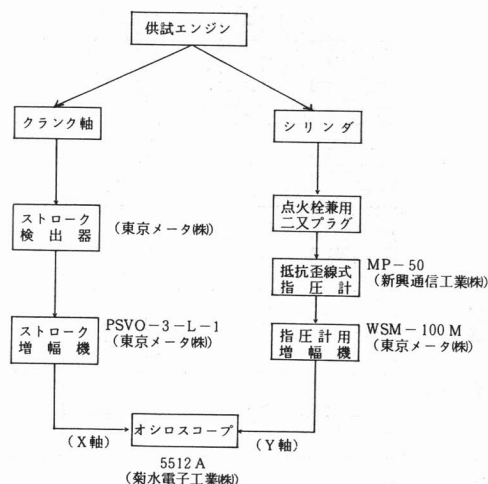 供試エンジン
クランク軸
シリンダ
点火栓兼用
二又プラグ
ストローク
検出器
(東京メータ(株))
抵抗歪線式
指圧計
MP-50
(新興通信工業(株))
ストローク
増幅機
PSVO-3-L-1
(東京メータ(株))
指圧計用
増幅機
WSM-100M
(東京メータ(株))
(X軸)
オシロスコープ
(Y軸)
5512A
(菊水電子工業(株))